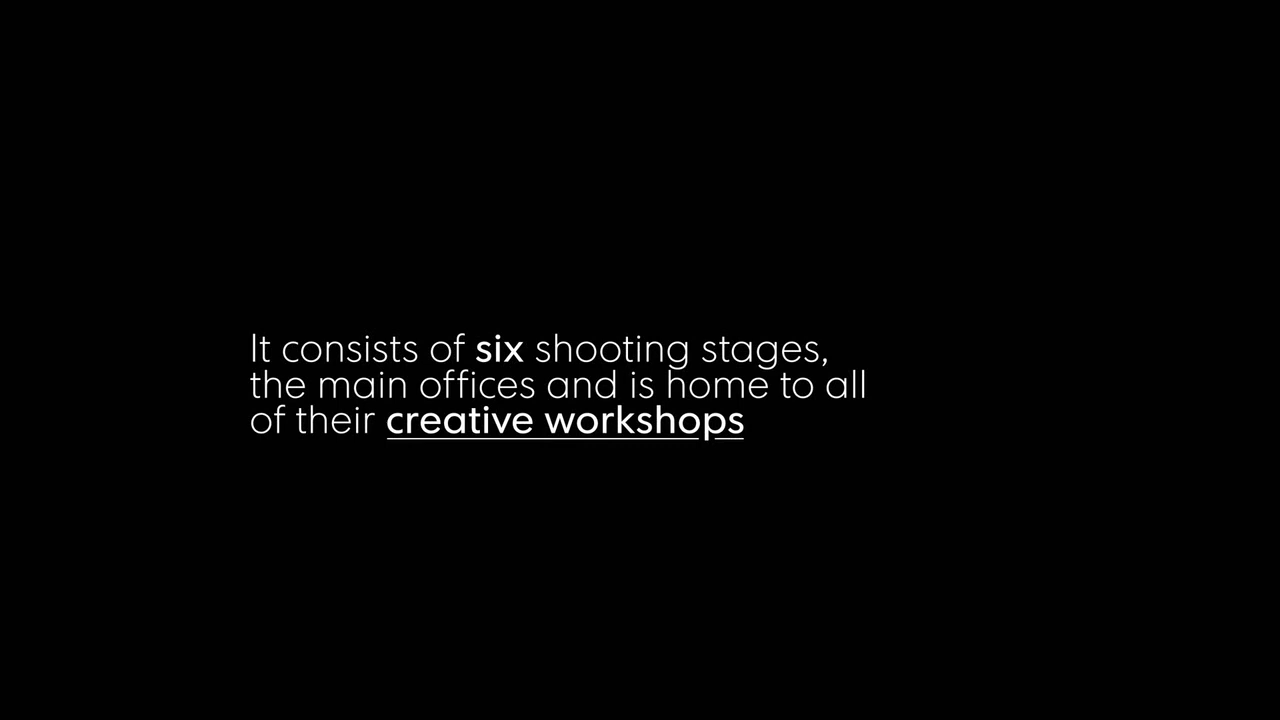 It consists of six shooting stages,
the main offices and is home to all
of their creative workshops